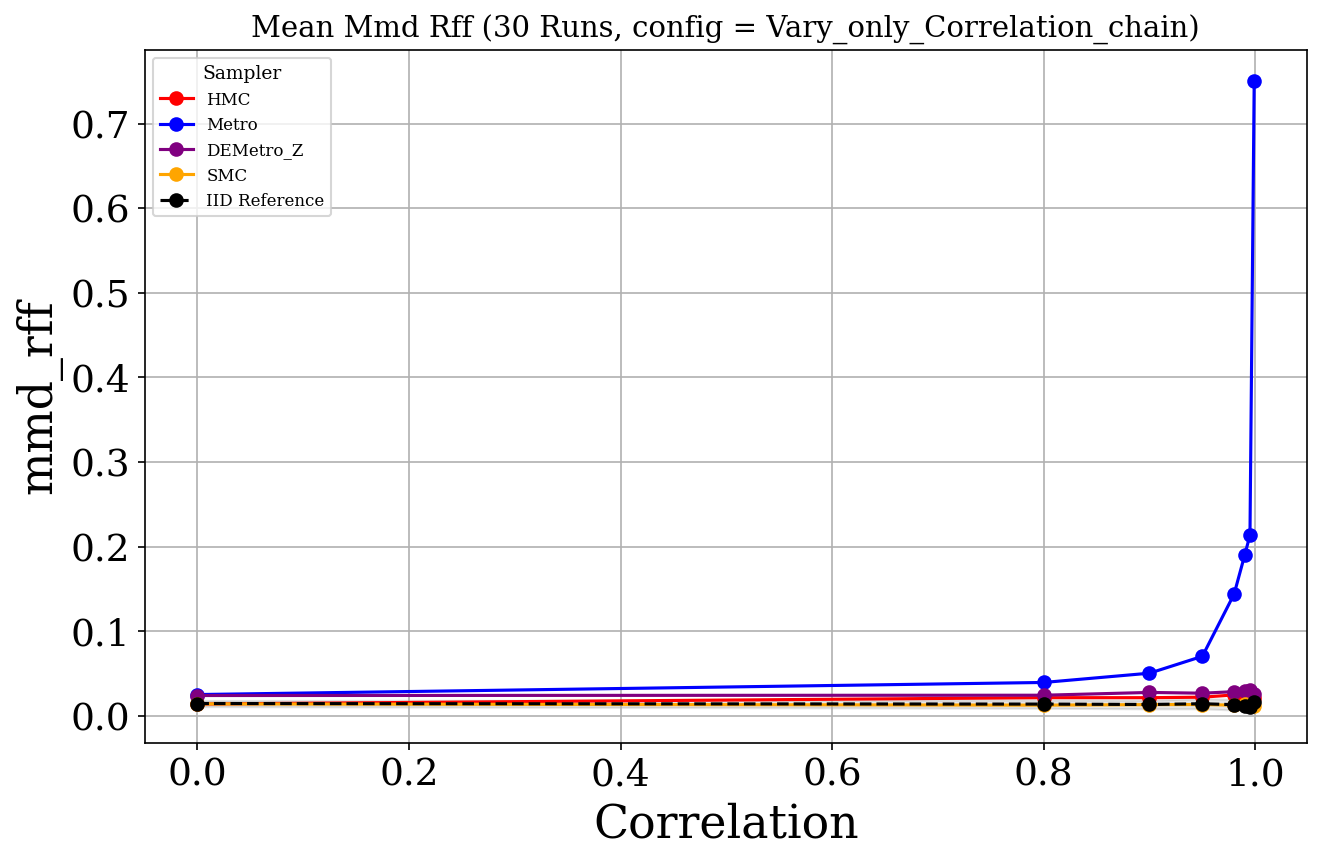 Mean Mmd Rff (30 Runs, config = Vary_only_Correlation_chain)
Sampler
HMC
Metro
DEMetro_Z
SMC
IID Reference
mmd_rff
0.7
0.6
0.5
0.4
0.3
0.2
0.1
0.0
0.0 0.2 0.4 0.6 0.8 1.0
Correlation